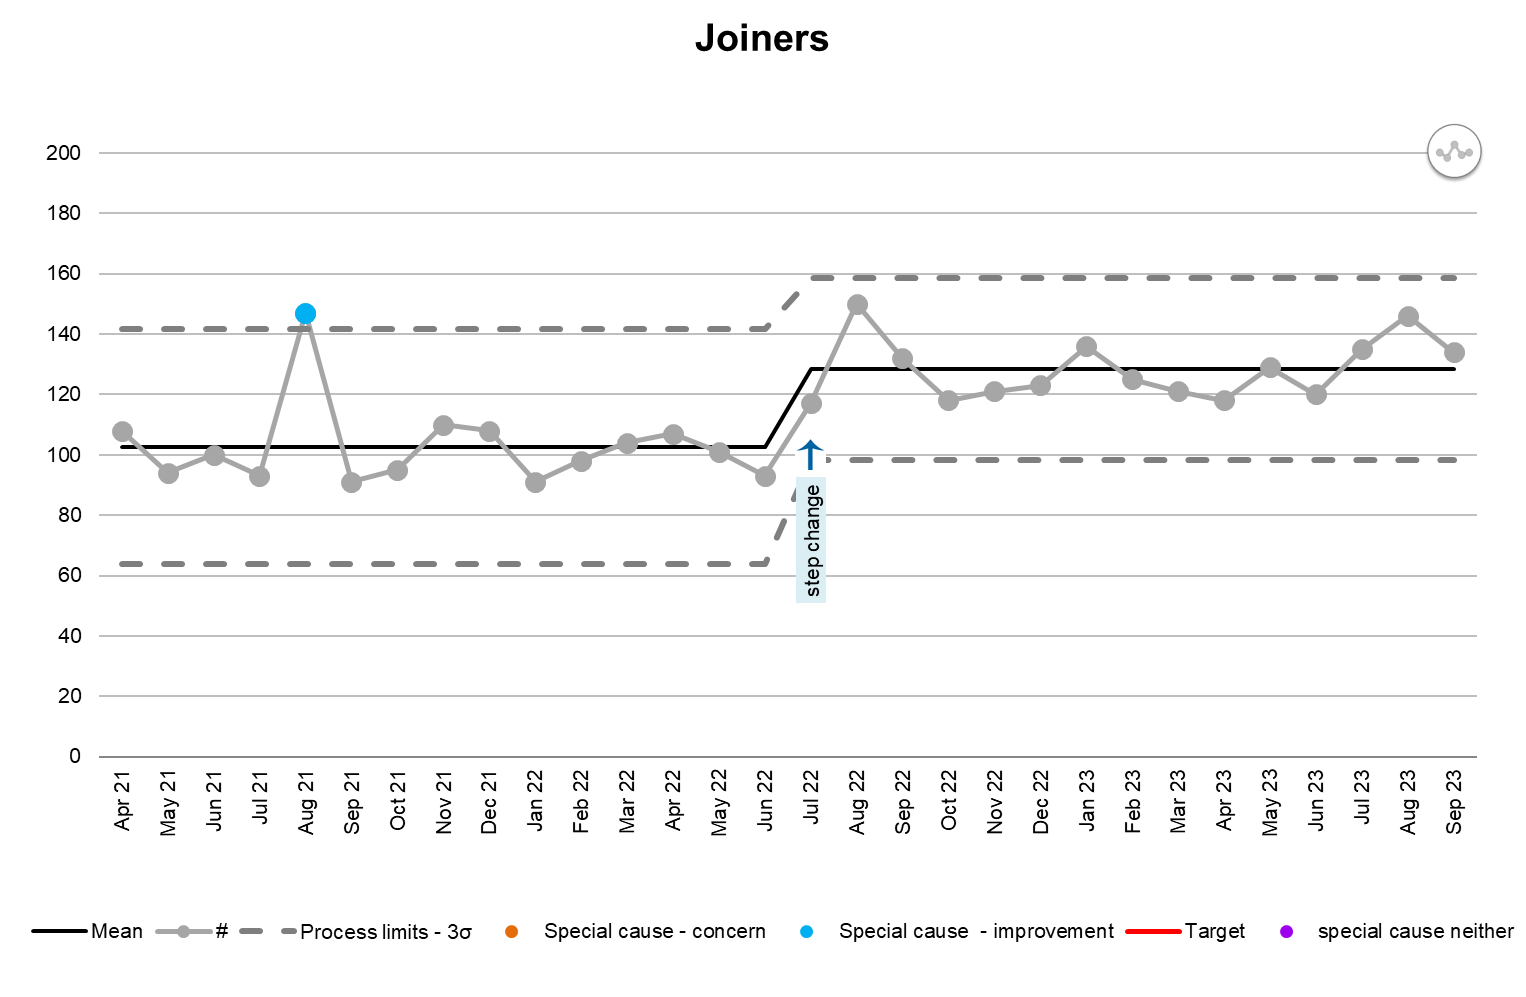 Joiners
200
180
160
140
120
100
80
60
40
20
0
step change
Apr 21
May 21
Jun 21
Jul 21
Aug 21
Sep 21
Oct 21
Nov 21
Dec 21
Jan 22
Feb 22
Mar 22
Apr 22
May 22
Jun 22
Jul 22
Aug 22
Sep 22
Oct 22
Nov 22
Dec 22
Jan 23
Feb 23
Mar 23
Apr 23
May 23
Jun 23
Jul 23
Aug 23
Sep 23
Mean
#
Process limits - 3σ
Special cause - concern
Special cause  - improvement
Target
special cause neither